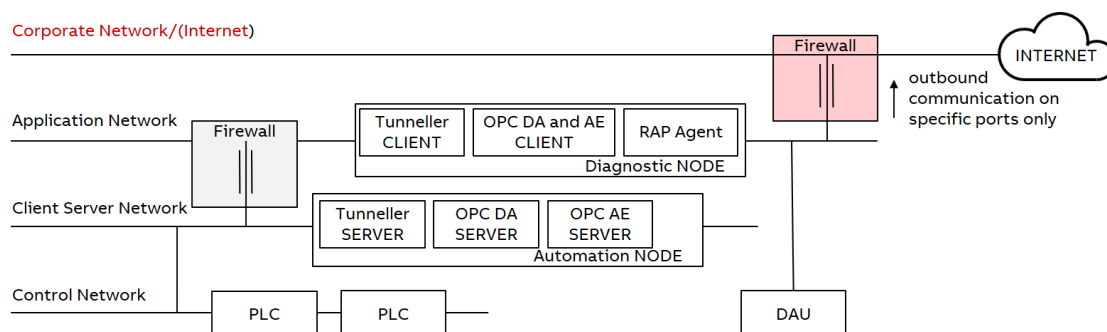 Corporate Network/(Internet)
Firewall
INTERNET
outbound
communication on
specific ports only
Application Network
Firewall
Tunneller
CLIENT
OPC DA and AE
CLIENT
RAP Agent
Diagnostic NODE
Client Server Network
Tunneller
SERVER
OPC DA
SERVER
OPC AE
SERVER
Automation NODE
Control Network
PLC
PLC
DAU